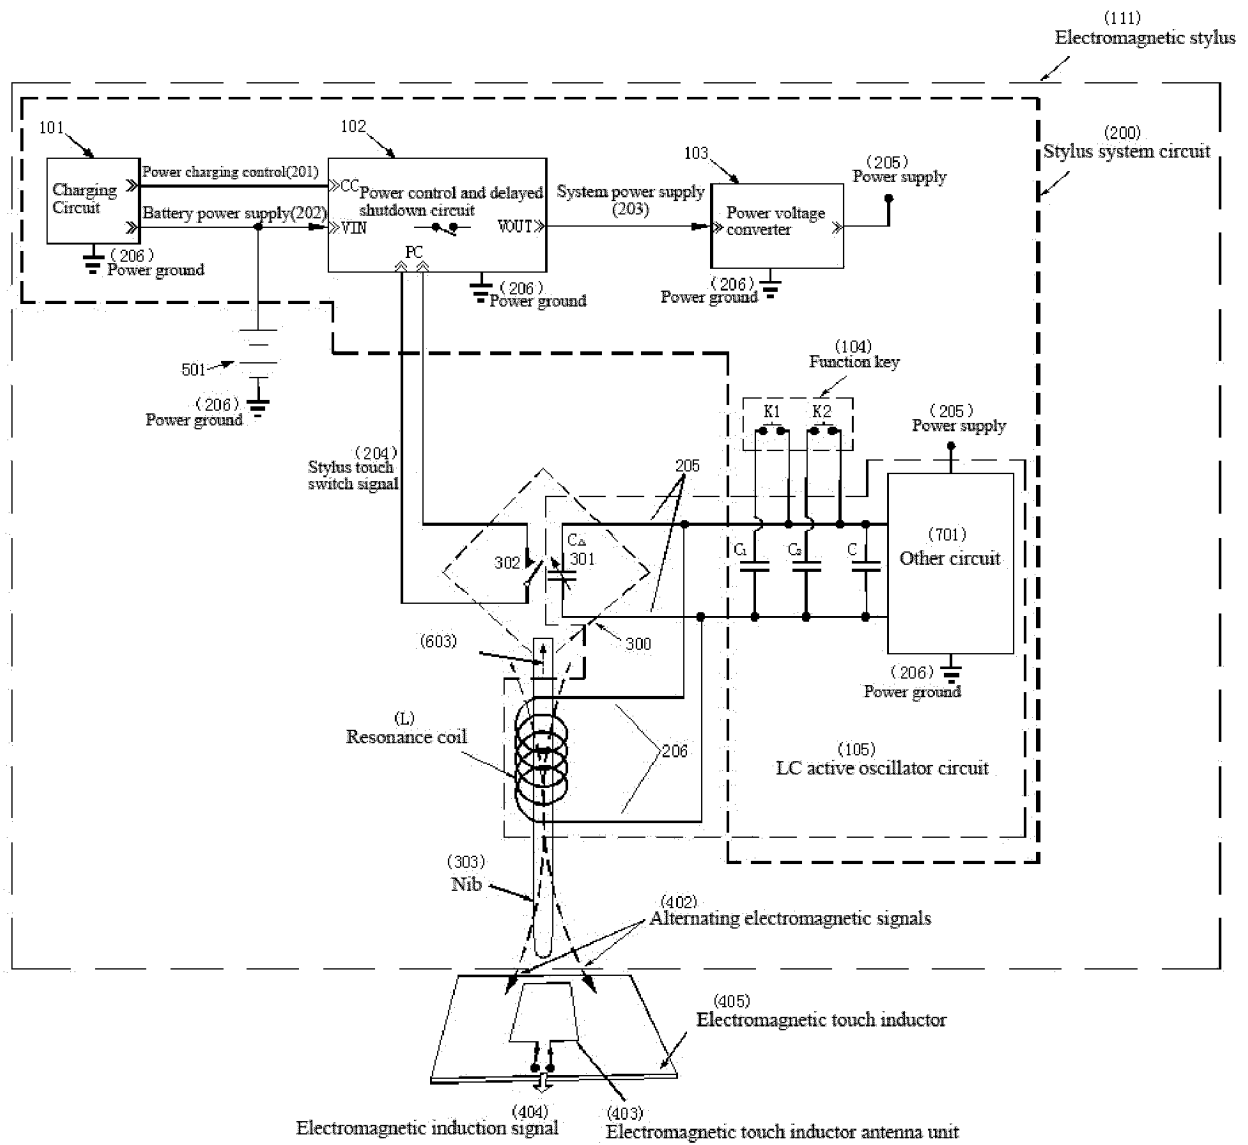 (111)
Electromagnetic stylus
101
102
103
(200)
Stylus system circuit
(205)
Power supply
Charging
Circuit
Power charging control(201)
Battery power supply(202)
CC
VIN
Power control and delayed
shutdown circuit
VOUT
PC
System power supply
(203)
Power voltage
converter
(206)
Power ground
(206)
Power ground
(206)
Power ground
501
(206)
Power ground
(104)
Function key
K1
K2
(205)
Power supply
(204)
Stylus touch
switch signal
205
302
C△
301
C1
C2
C
(701)
Other circuit
(603)
300
(206)
Power ground
(L)
Resonance coil
206
(105)
LC active oscillator circuit
(303)
Nib
(402)
Alternating electromagnetic signals
(405)
Electromagnetic touch inductor
(404)
Electromagnetic induction signal
(403)
Electromagnetic touch inductor antenna unit